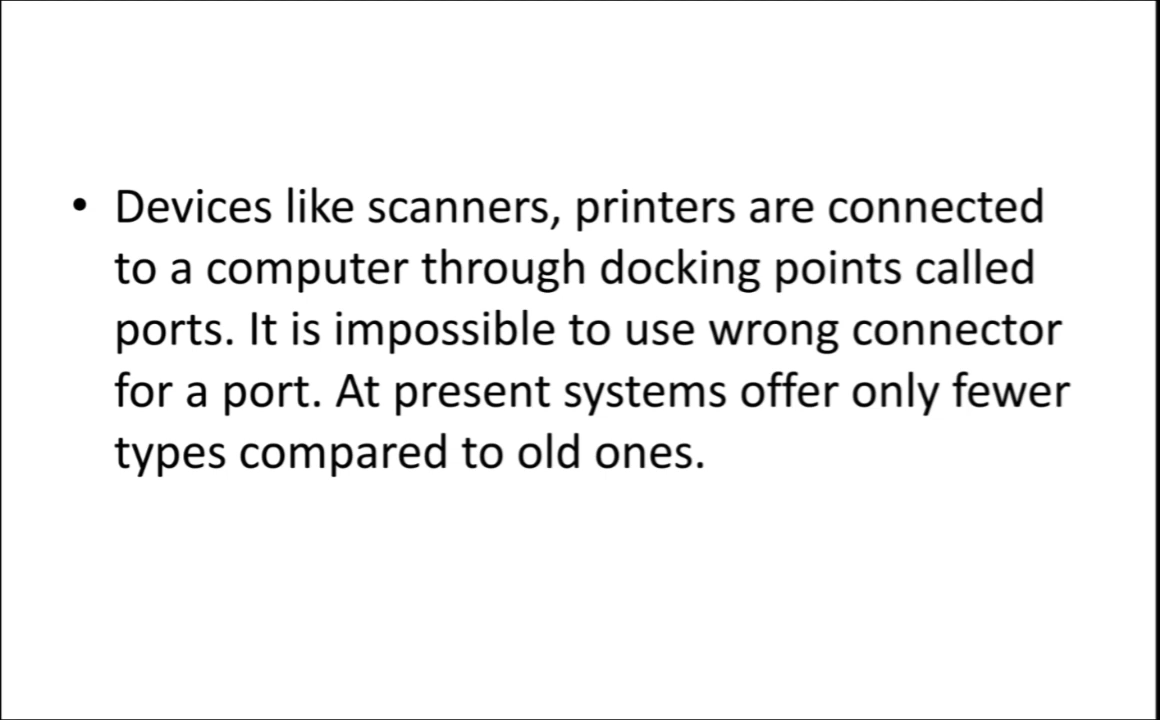 • Devices like scanners, printers are connected
to a computer through docking points called
ports. It is impossible to use wrong connector
for a port. At present systems offer only fewer
types compared to old ones.